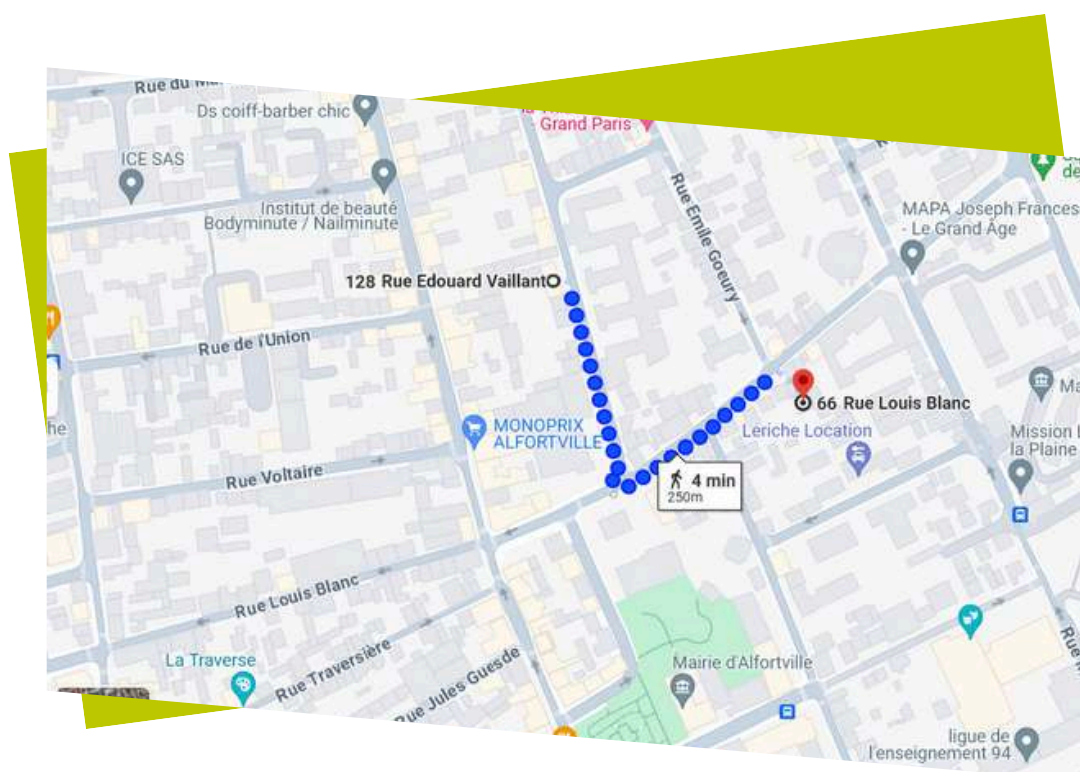 Rue du
Ds coiff-barber chic
Grand Paris
ICE SAS
Institut de beauté
Bodyminute / Nailminute
Rue Emile Goeury
MAPA Joseph Frances
- Le Grand Age
128 Rue Edouard Vaillant
Rue de l'Union
66 Rue Louis Blanc
MONOPRIX
ALFORTVILLE
Leriche Location
Mission
la Plaine
Rue Voltaire
4 min
250m
Rue Louis Blanc
La Traverse
Rue Traversière
Rue Jules Guesde
Mairie d'Alfortville
ligue de
l'enseignement 94